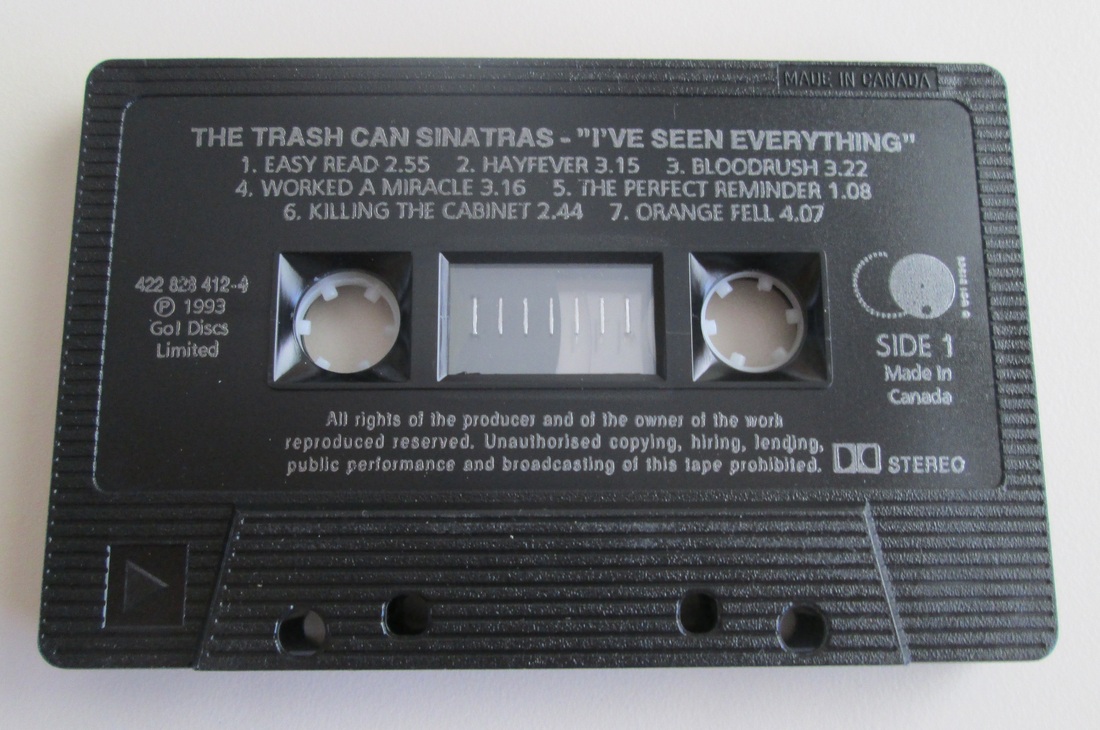 MADE IN CANADA
THE TRASH CAN SINATRAS - "I'VE SEEN EVERYTHING"
1. EASY READ 2.55 2. HAYFEVER 3.15 3. BLOODRUSH 3.22
4. WORKED A MIRACLE 3.16 5. THE PERFECT REMINDER 1.08
6. KILLING THE CABINET 2.44 7. ORANGE FELL 4.07
422 828 412-4
Ⓟ 1993
Go! Discs
Limited
SIDE 1
Made In
Canada
All rights of the producer and of the owner of the work
reproduced reserved. Unauthorised copying, hiring, lending,
public performance and broadcasting of this tape prohibited.
STEREO